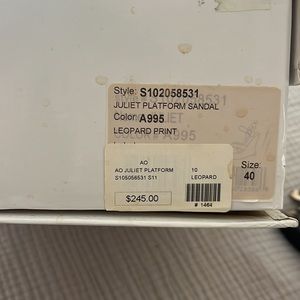 Style: S102058531
JULIET PLATFORM SANDAL
Color: A995
LEOPARD PRINT
Size:
40
AO
AO JULIET PLATFORM
S105056531 S11
10
LEOPARD
$245.00
# 1464